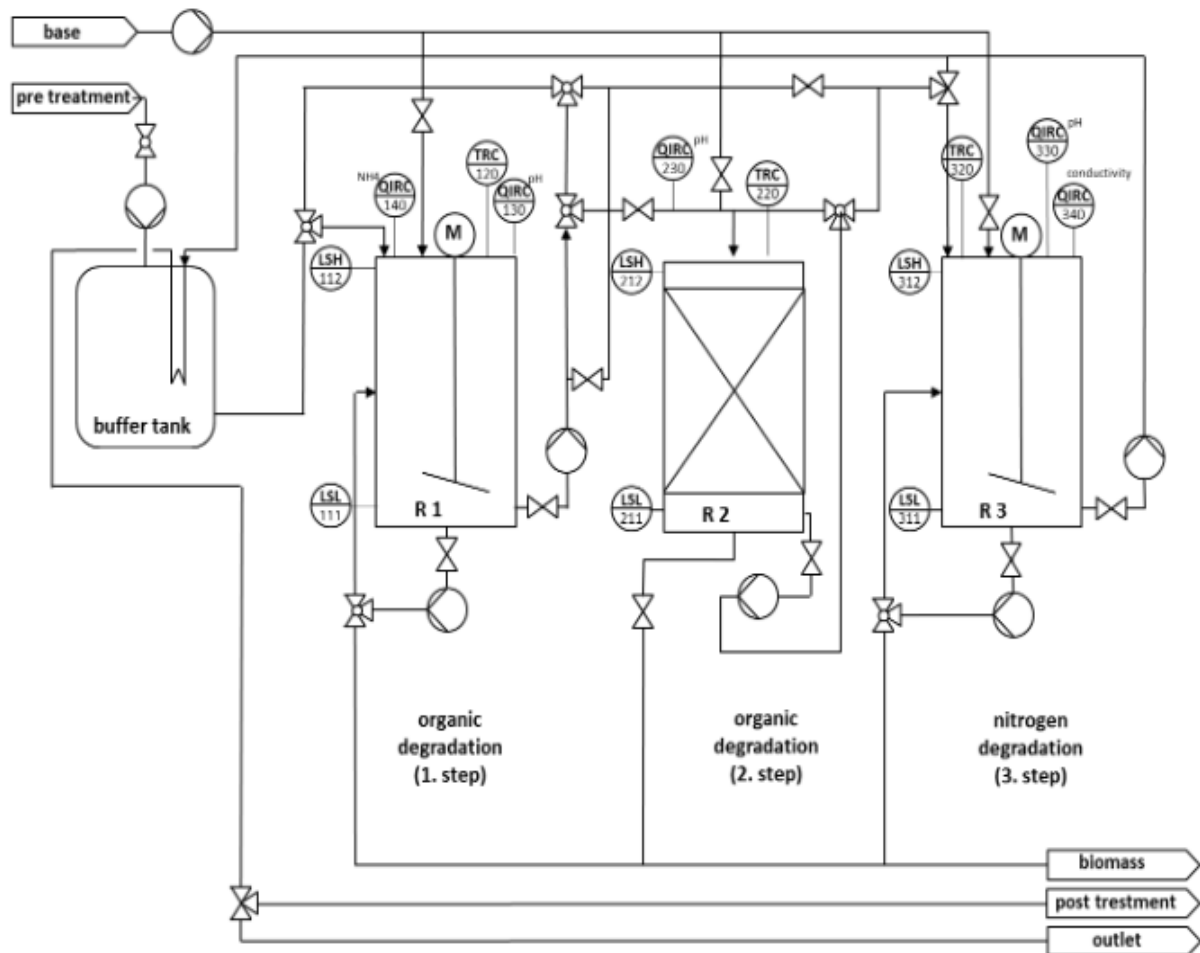 base
pre treatment
NH4
QIRC
140
TRC
120
QIRC
130
pH
QIRC
230
pH
TRC
220
TRC
320
QIRC
330
pH
conductivity
QIRC
340
M
M
LSH
112
LSH
212
LSH
312
buffer tank
LSL
111
R 1
LSL
211
R 2
LSL
311
R 3
organic
degradation
(1. step)
organic
degradation
(2. step)
nitrogen
degradation
(3. step)
biomass
post trestment
outlet